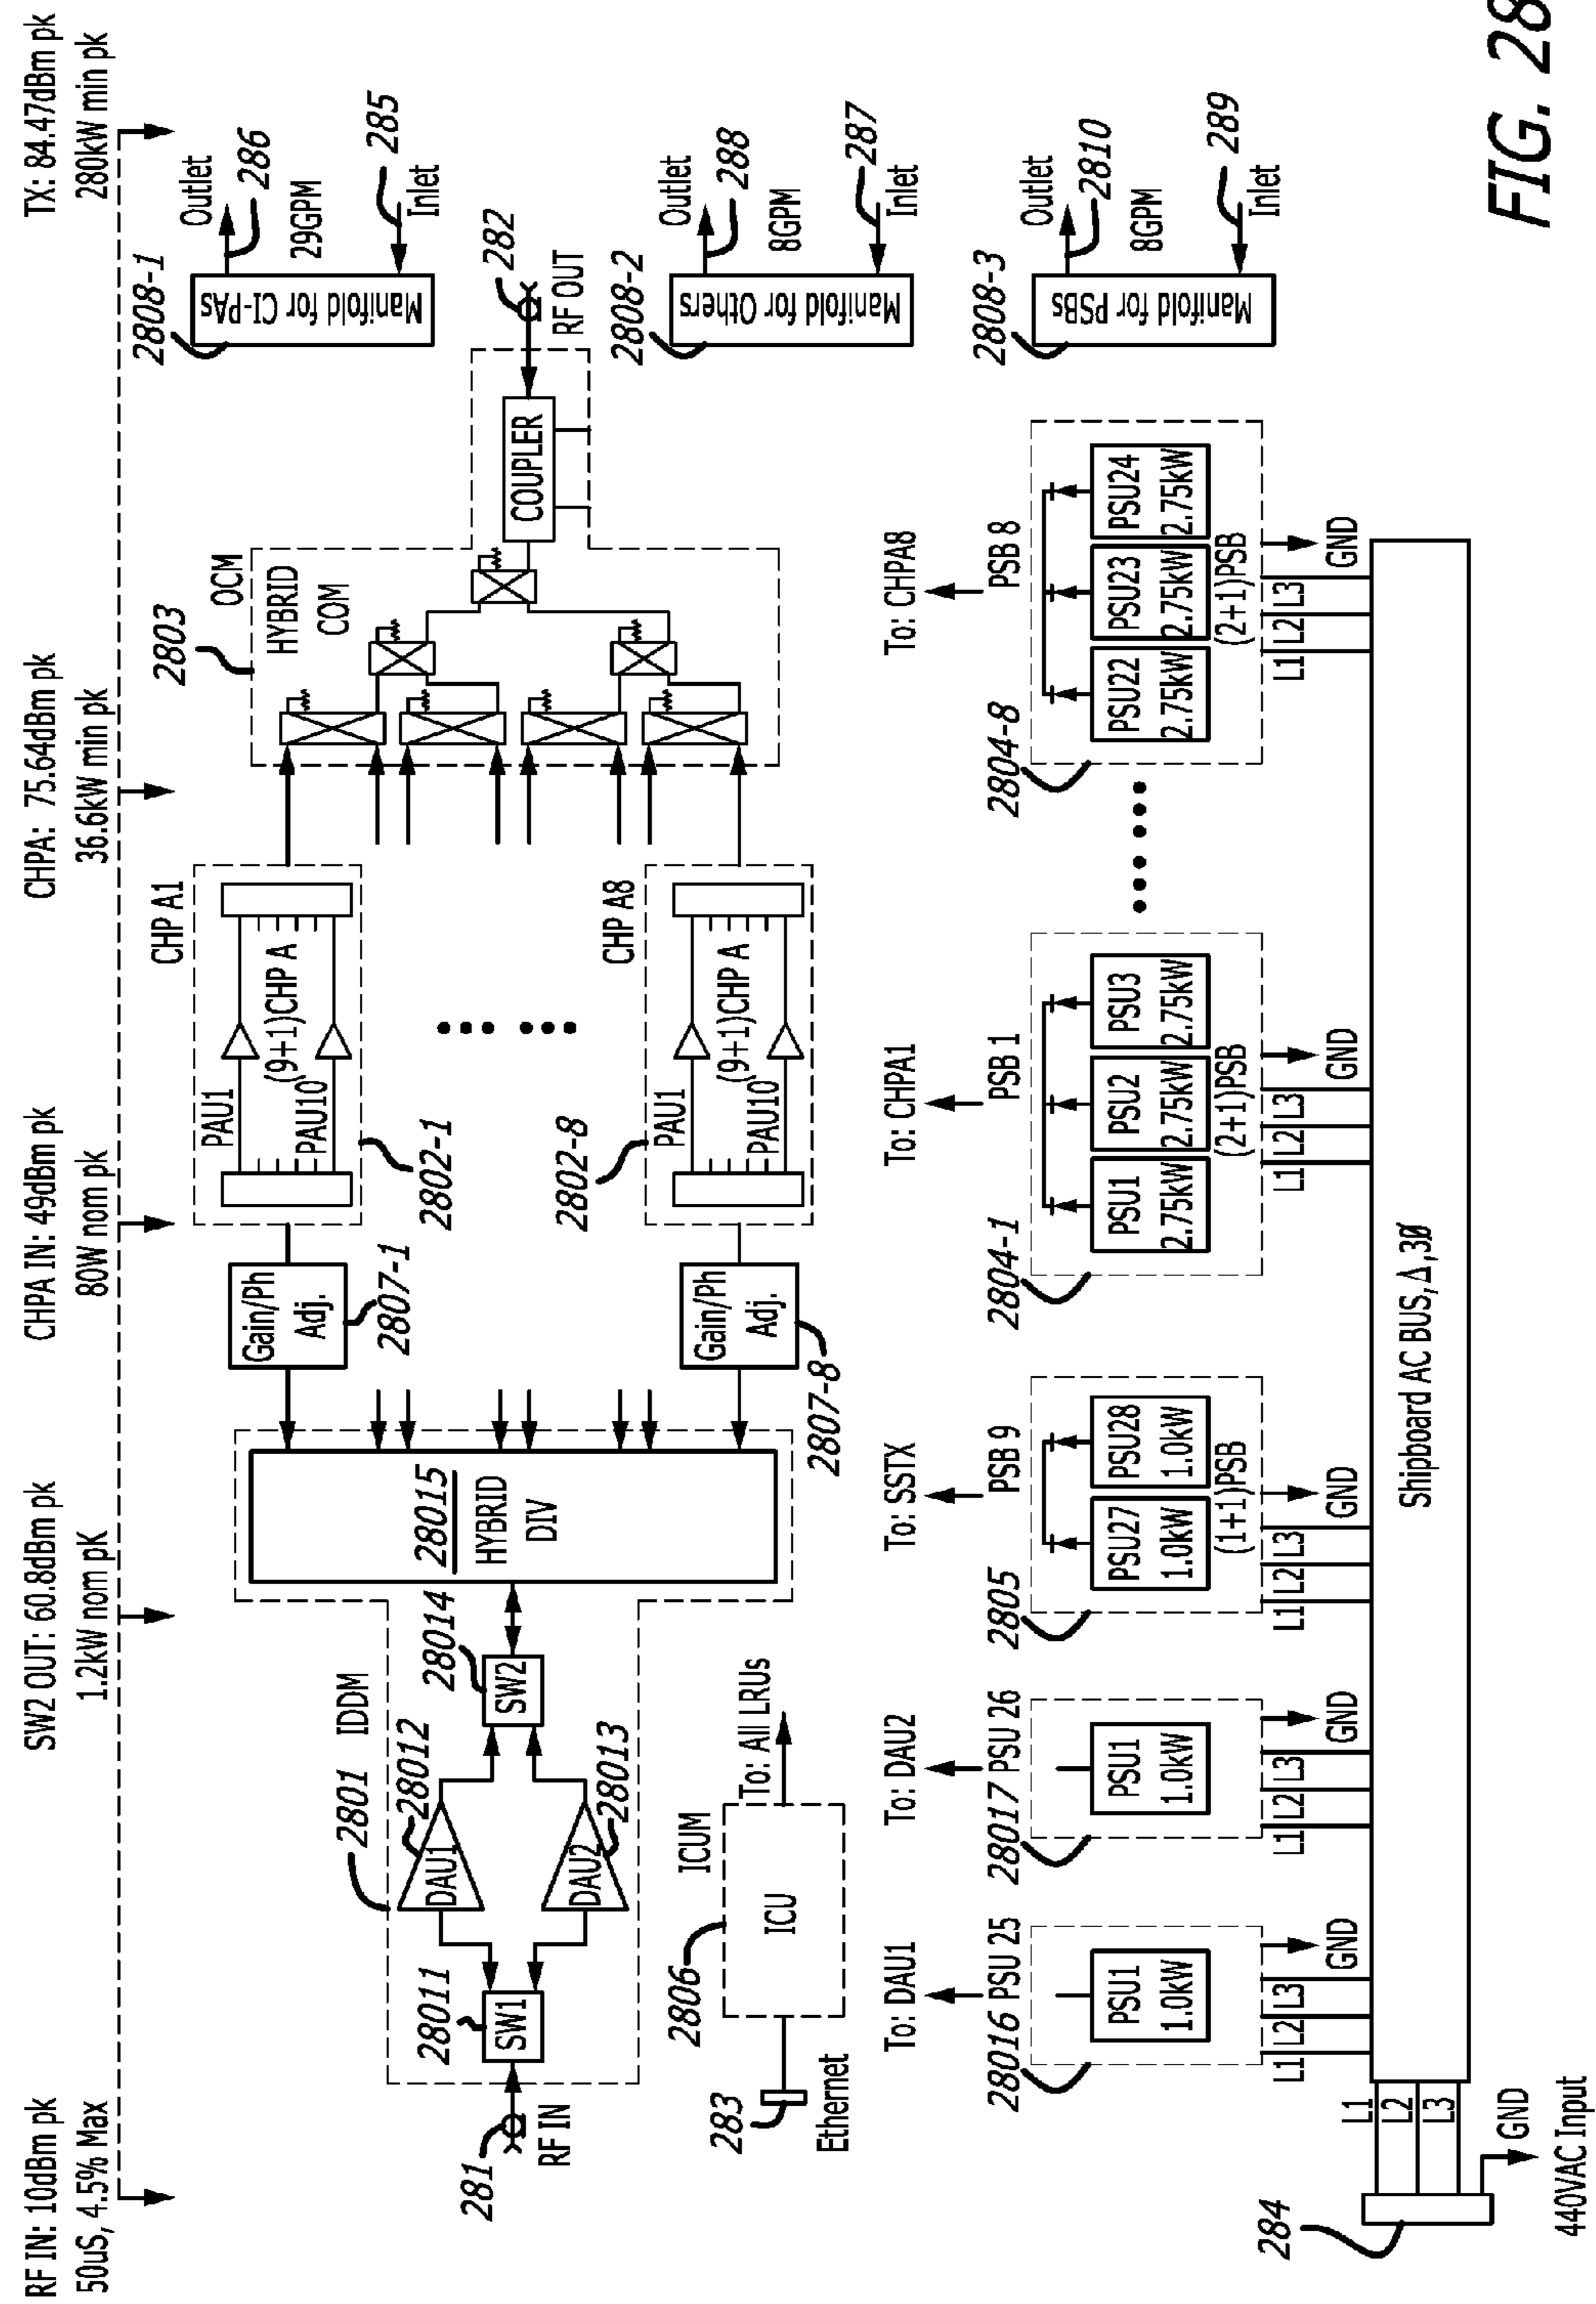 RF IN: 10dBm pk
50uS, 4.5% Max
SW2 OUT: 60.8dBm pk
1.2kW nom pK
CHPA IN: 49dBm pk
80W nom pk
CHPA: 75.64dBm pk
36.6kW min pk
TX: 84.47dBm pk
280kW min pk
281
RF IN
2801
IDDM
28011
SW1
DAU1
28012
DAU2
28013
28014
SW2
28015
HYBRID
DIV
Gain/Ph
Adj.
2807-1
Gain/Ph
Adj.
2807-8
CHP A1
PAU1
(9+1)CHP A
PAU10
2802-1
CHP A8
PAU1
(9+1)CHP A
PAU10
2802-8
2803
OCM
HYBRID
COM
COUPLER
282
RF OUT
2808-1
Manifold for CI-PAs
Outlet
286
29GPM
285
Inlet
2808-2
Manifold for Others
Outlet
288
8GPM
287
Inlet
2808-3
Manifold for PSBs
Outlet
2810
8GPM
289
Inlet
283
Ethernet
2806
ICUM
ICU
To: All LRUs
To: DAU1
28016
PSU 25
PSU1
1.0kW
L1
L2
L3
GND
To: DAU2
28017
PSU 26
PSU1
1.0kW
L1
L2
L3
GND
To: SSTX
2805
PSB 9
PSU27
1.0kW
PSU28
1.0kW
(1+1)PSB
L1
L2
L3
GND
To: CHPA1
2804-1
PSB 1
PSU1
2.75kW
PSU2
2.75kW
PSU3
2.75kW
(2+1)PSB
L1
L2
L3
GND
To: CHPA8
2804-8
PSB 8
PSU22
2.75kW
PSU23
2.75kW
PSU24
2.75kW
(2+1)PSB
L1
L2
L3
GND
284
L1
L2
L3
GND
440VAC Input
Shipboard AC BUS, Δ, 3Ø
FIG. 28